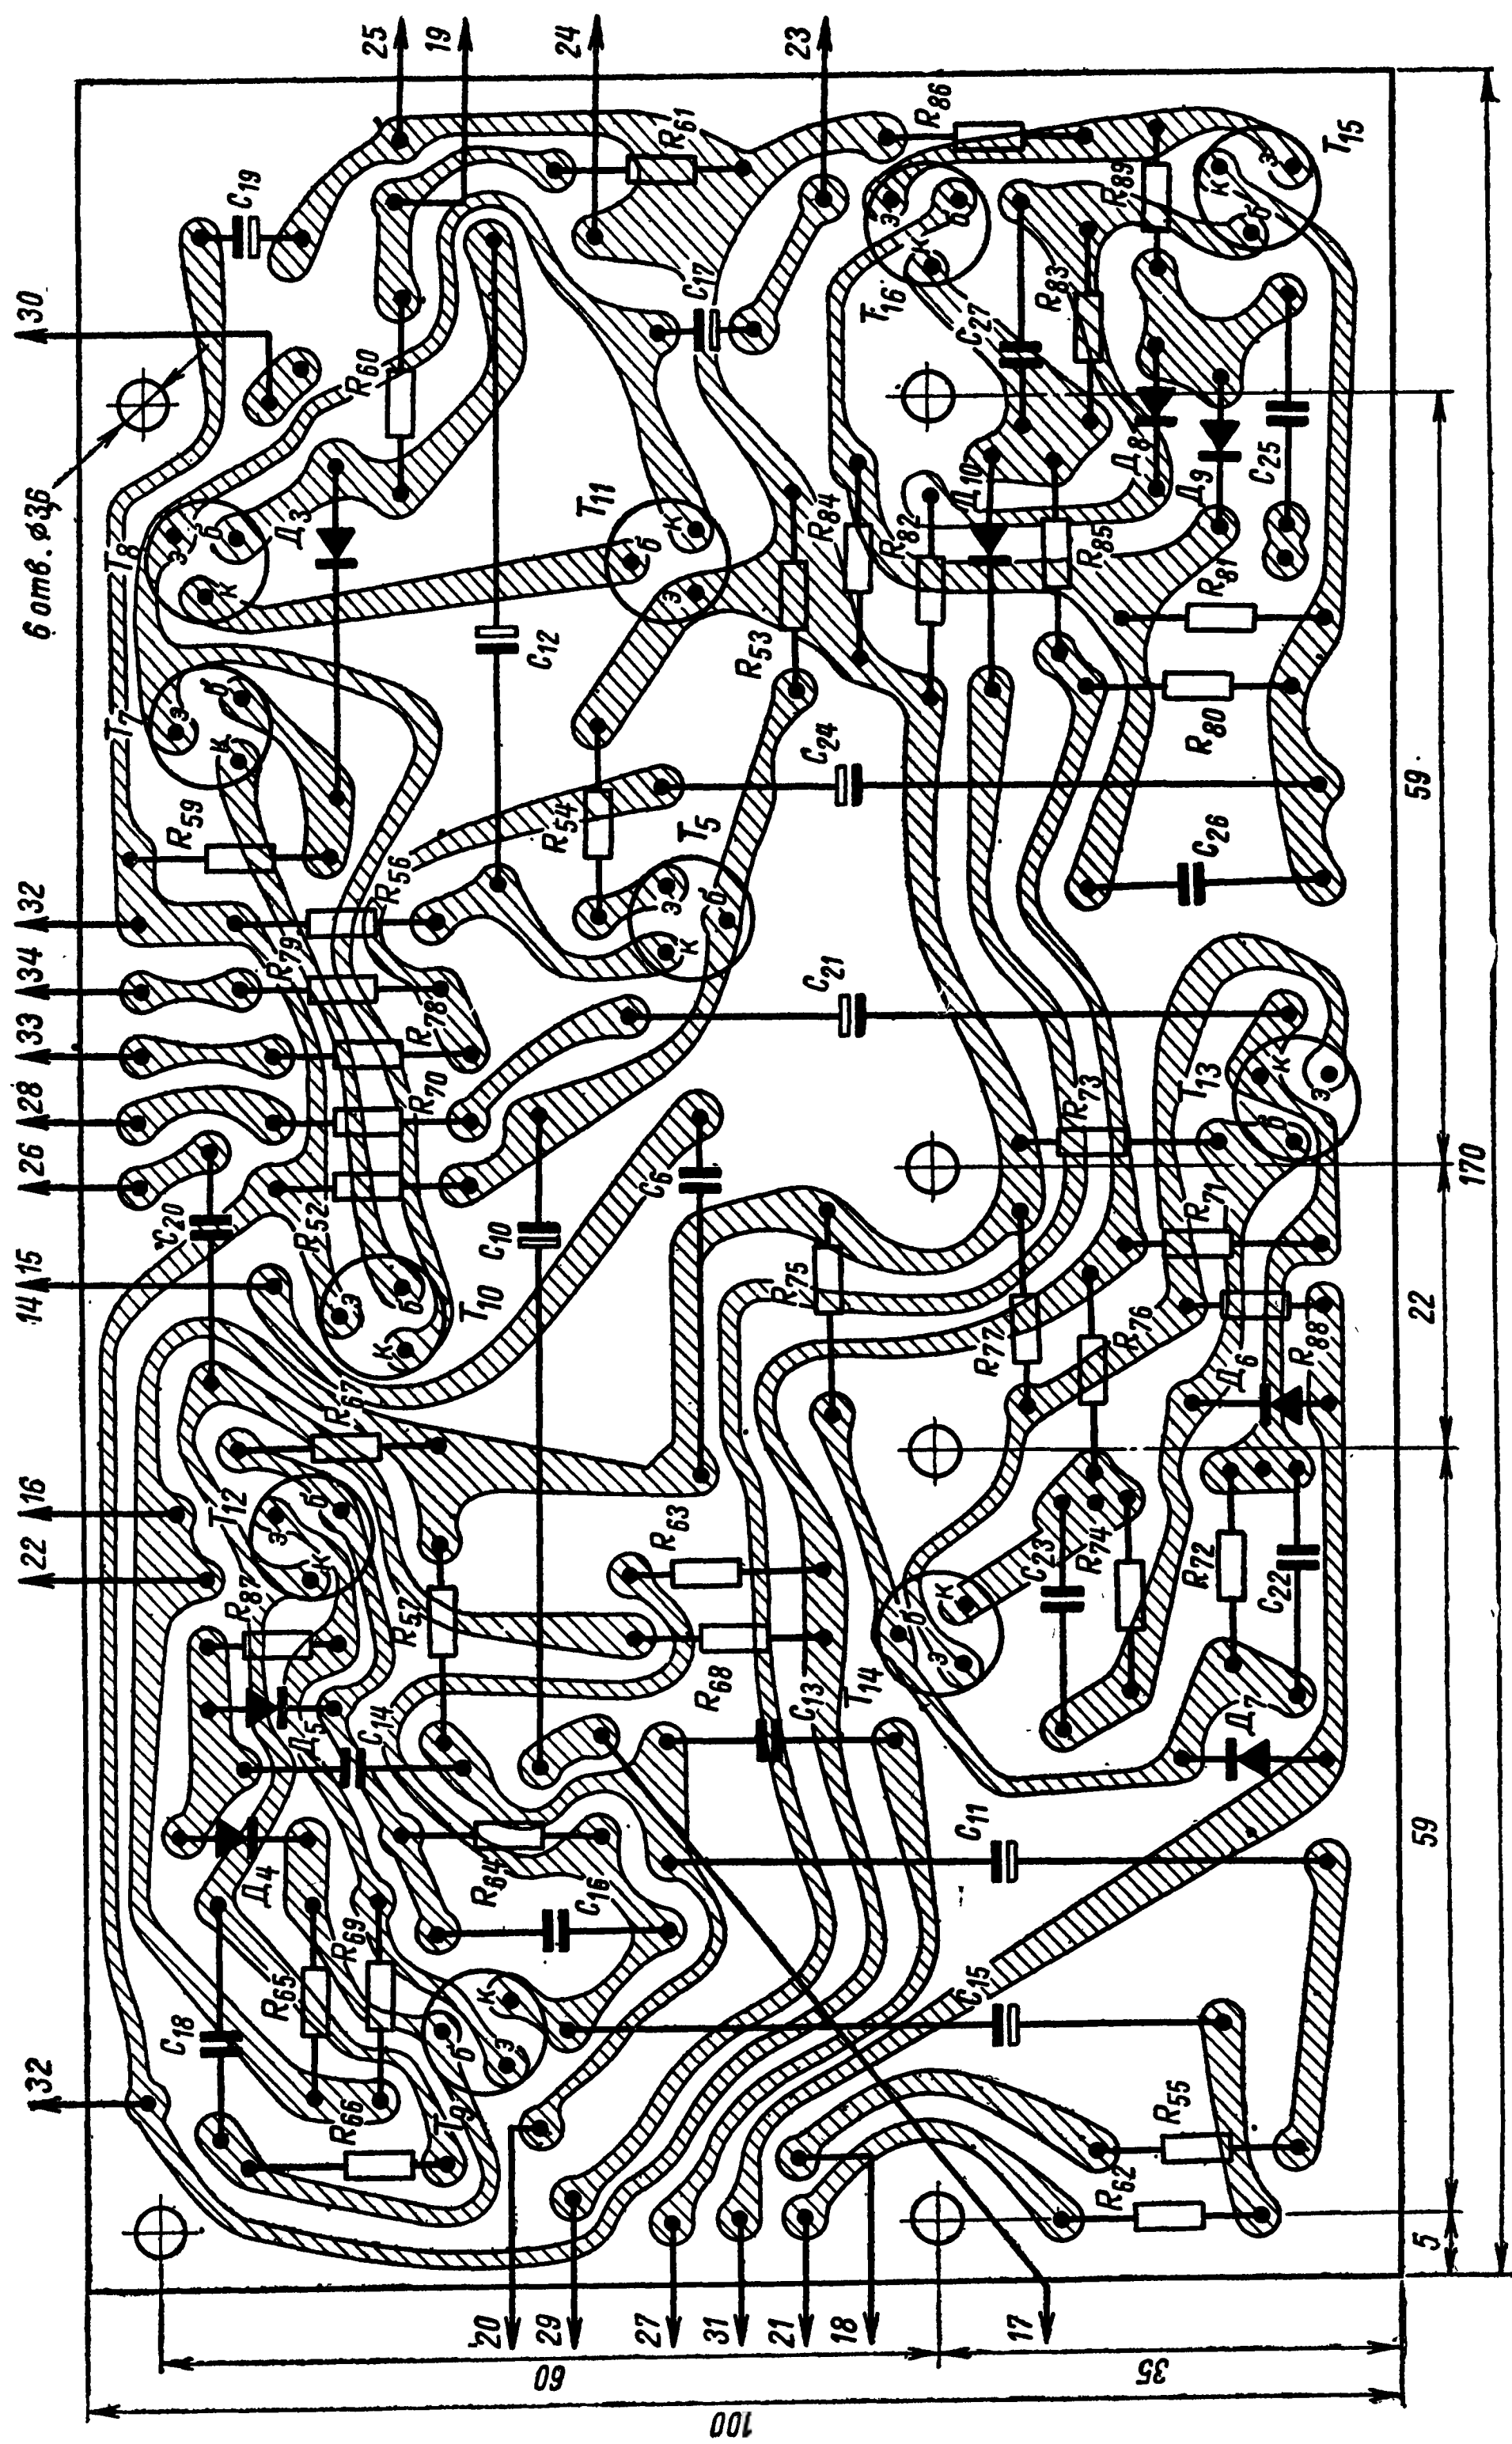 25
19
24
23
C19
R61
R86
T15
30
R60
C17
T16
C27
R83
R89
6 отв. ø3,6
T8
э
б
к
Д3
T11
б
к
э
C12
R53
R84
R82
Д10
R85
Д8
Д9
C25
R81
э
б
к
к
э
б
T7
э
б
к
R59
R54
C24
R80
59
32
34
33
28
26
R56
R79
R78
R70
T5
э
б
к
C21
C26
T13
к
э
б
R73
170
C20
R52
C10
C6
R71
14
15
э
б
к
T10
R75
R77
R76
Д6
R88
22
R67
16
22
T12
э
б
к
R87
R57
R63
R68
C23
R74
R72
C22
Д5
C14
C13
T14
б
к
э
Д7
Д4
R64
C16
C11
59
C18
R65
R69
к
б
э
C15
32
R66
T9
R55
R62
5
20
29
27
31
21
18
17
60
35
100